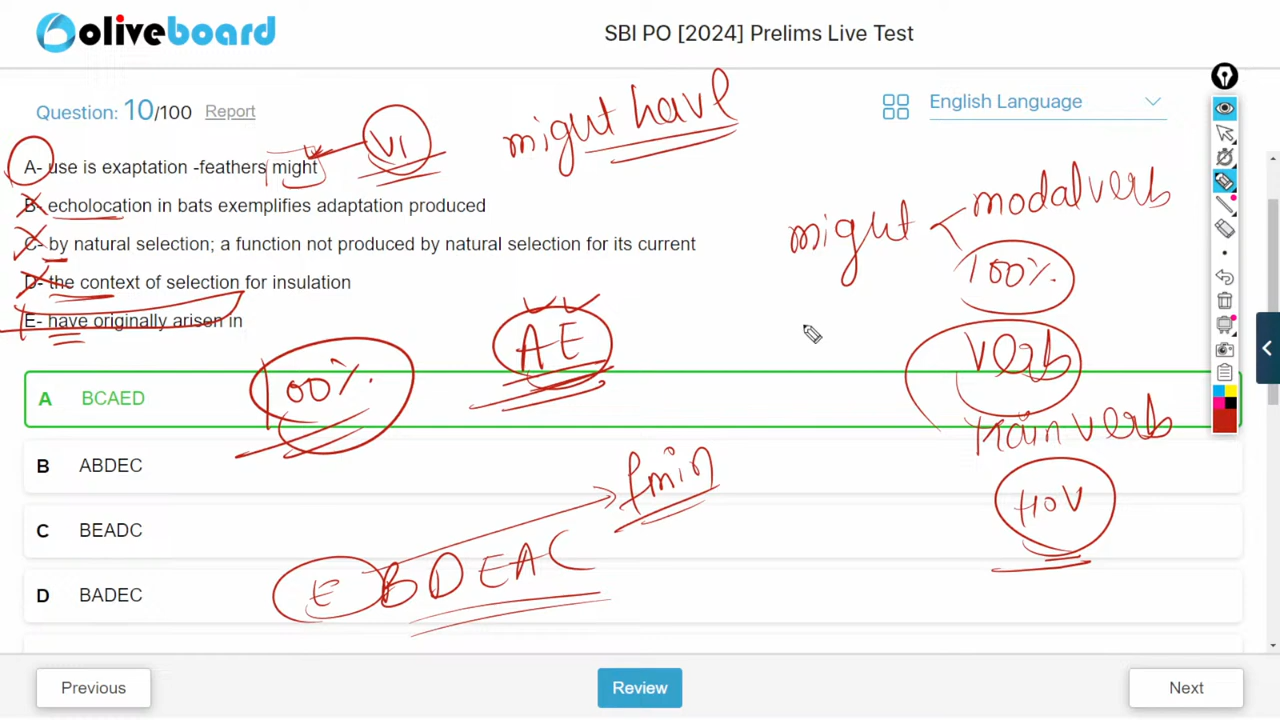 oliveboard
SBI PO [2024] Prelims Live Test
Question: 10/100 Report
English Language
might have
V1
A- use is exaptation -feathers might
B- echolocation in bats exemplifies adaptation produced
C- by natural selection; a function not produced by natural selection for its current
D- the context of selection for insulation
E- have originally arisen in
might
modal verb
100%
verb
main verb
HOV
AE
100%
A BCAED
B ABDEC
C BEADC
D BADEC
1 min
E BDEAC
Previous
Review
Next